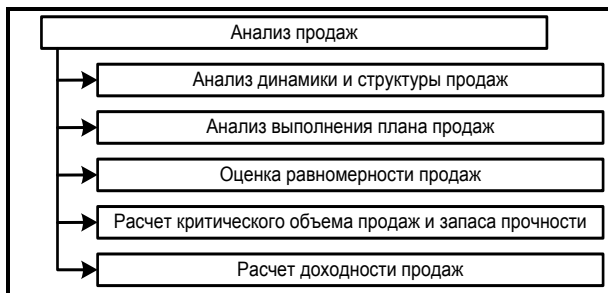 Анализ продаж
Анализ динамики и структуры продаж
Анализ выполнения плана продаж
Оценка равномерности продаж
Расчет критического объема продаж и запаса прочности
Расчет доходности продаж